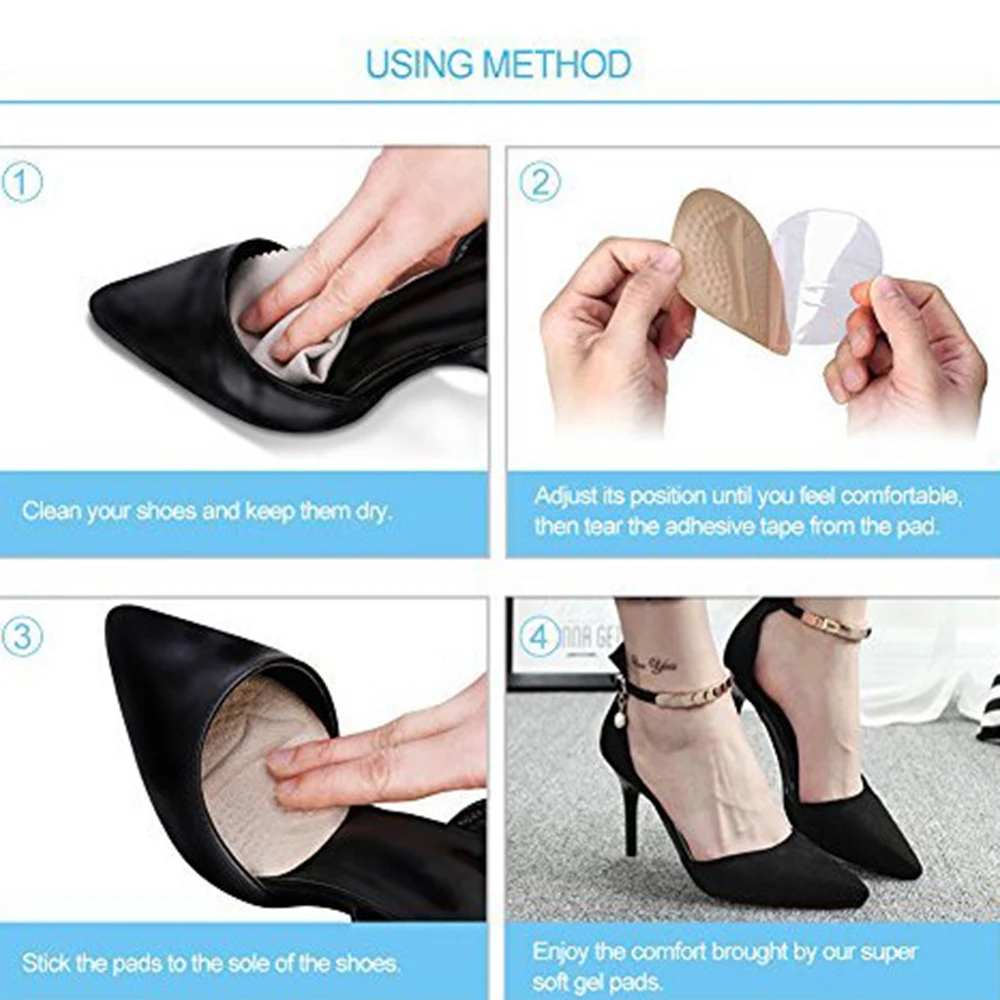 USING METHOD
1
Clean your shoes and keep them dry.
2
Adjust its position until you feel comfortable,
then tear the adhesive tape from the pad.
3
Stick the pads to the sole of the shoes.
4
You
Enjoy the comfort brought by our super
soft gel pads.